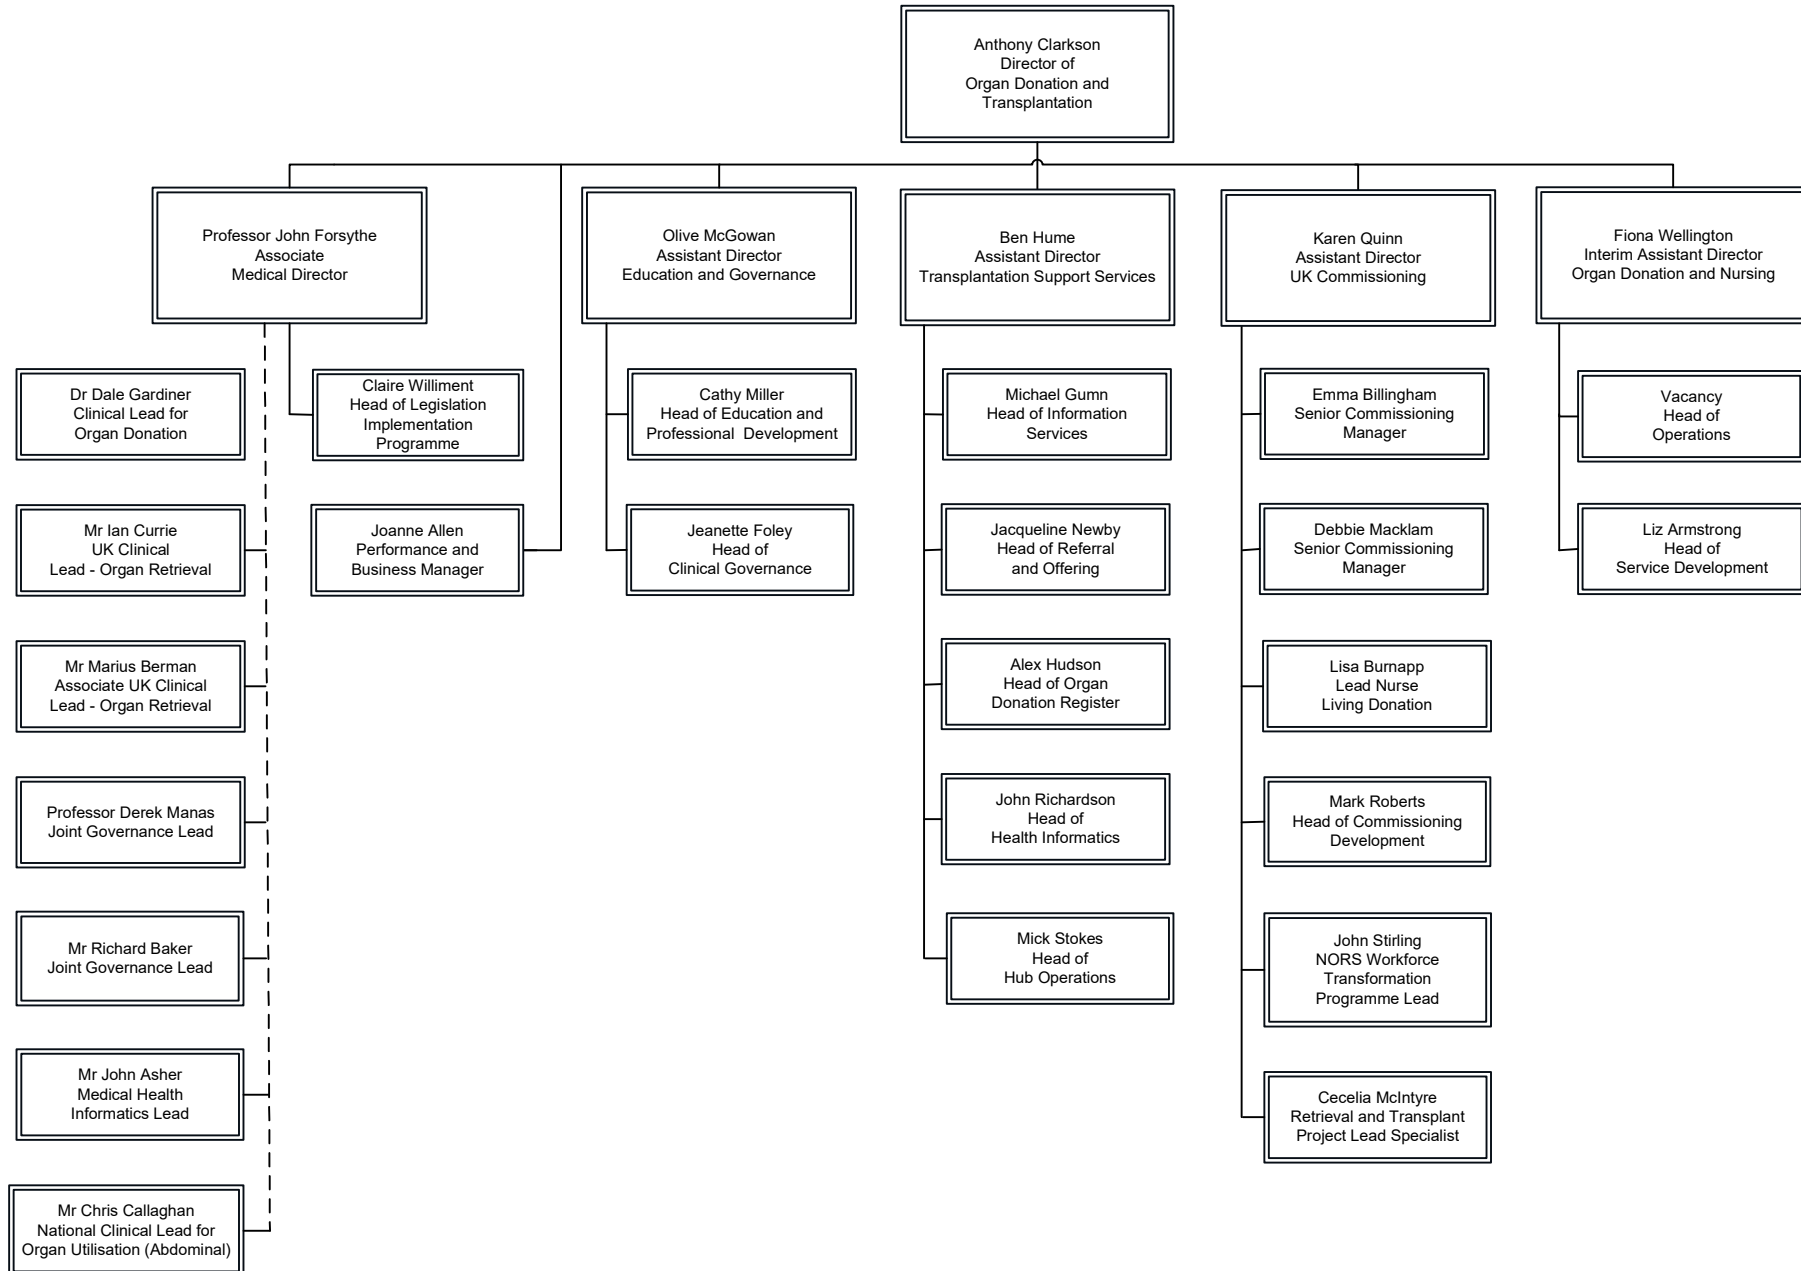 Anthony Clarkson
Director of
Organ Donation and
Transplantation
Professor John Forsythe
Associate
Medical Director
Olive McGowan
Assistant Director
Education and Governance
Ben Hume
Assistant Director
Transplantation Support Services
Karen Quinn
Assistant Director
UK Commissioning
Fiona Wellington
Interim Assistant Director
Organ Donation and Nursing
Dr Dale Gardiner
Clinical Lead for
Organ Donation
Claire Williment
Head of Legislation
Implementation
Programme
Cathy Miller
Head of Education and
Professional  Development
Michael Gumn
Head of Information
Services
Emma Billingham
Senior Commissioning
Manager
Vacancy
Head of
Operations
Mr Ian Currie
UK Clinical
Lead - Organ Retrieval
Joanne Allen
Performance and
Business Manager
Jeanette Foley
Head of
Clinical Governance
Jacqueline Newby
Head of Referral
and Offering
Debbie Macklam
Senior Commissioning
Manager
Liz Armstrong
Head of
Service Development
Mr Marius Berman
Associate UK Clinical
Lead - Organ Retrieval
Alex Hudson
Head of Organ
Donation Register
Lisa Burnapp
Lead Nurse
Living Donation
Professor Derek Manas
Joint Governance Lead
John Richardson
Head of
Health Informatics
Mark Roberts
Head of Commissioning
Development
Mr Richard Baker
Joint Governance Lead
Mick Stokes
Head of
Hub Operations
John Stirling
NORS Workforce
Transformation
Programme Lead
Mr John Asher
Medical Health
Informatics Lead
Cecelia McIntyre
Retrieval and Transplant
Project Lead Specialist
Mr Chris Callaghan
National Clinical Lead for
Organ Utilisation (Abdominal)